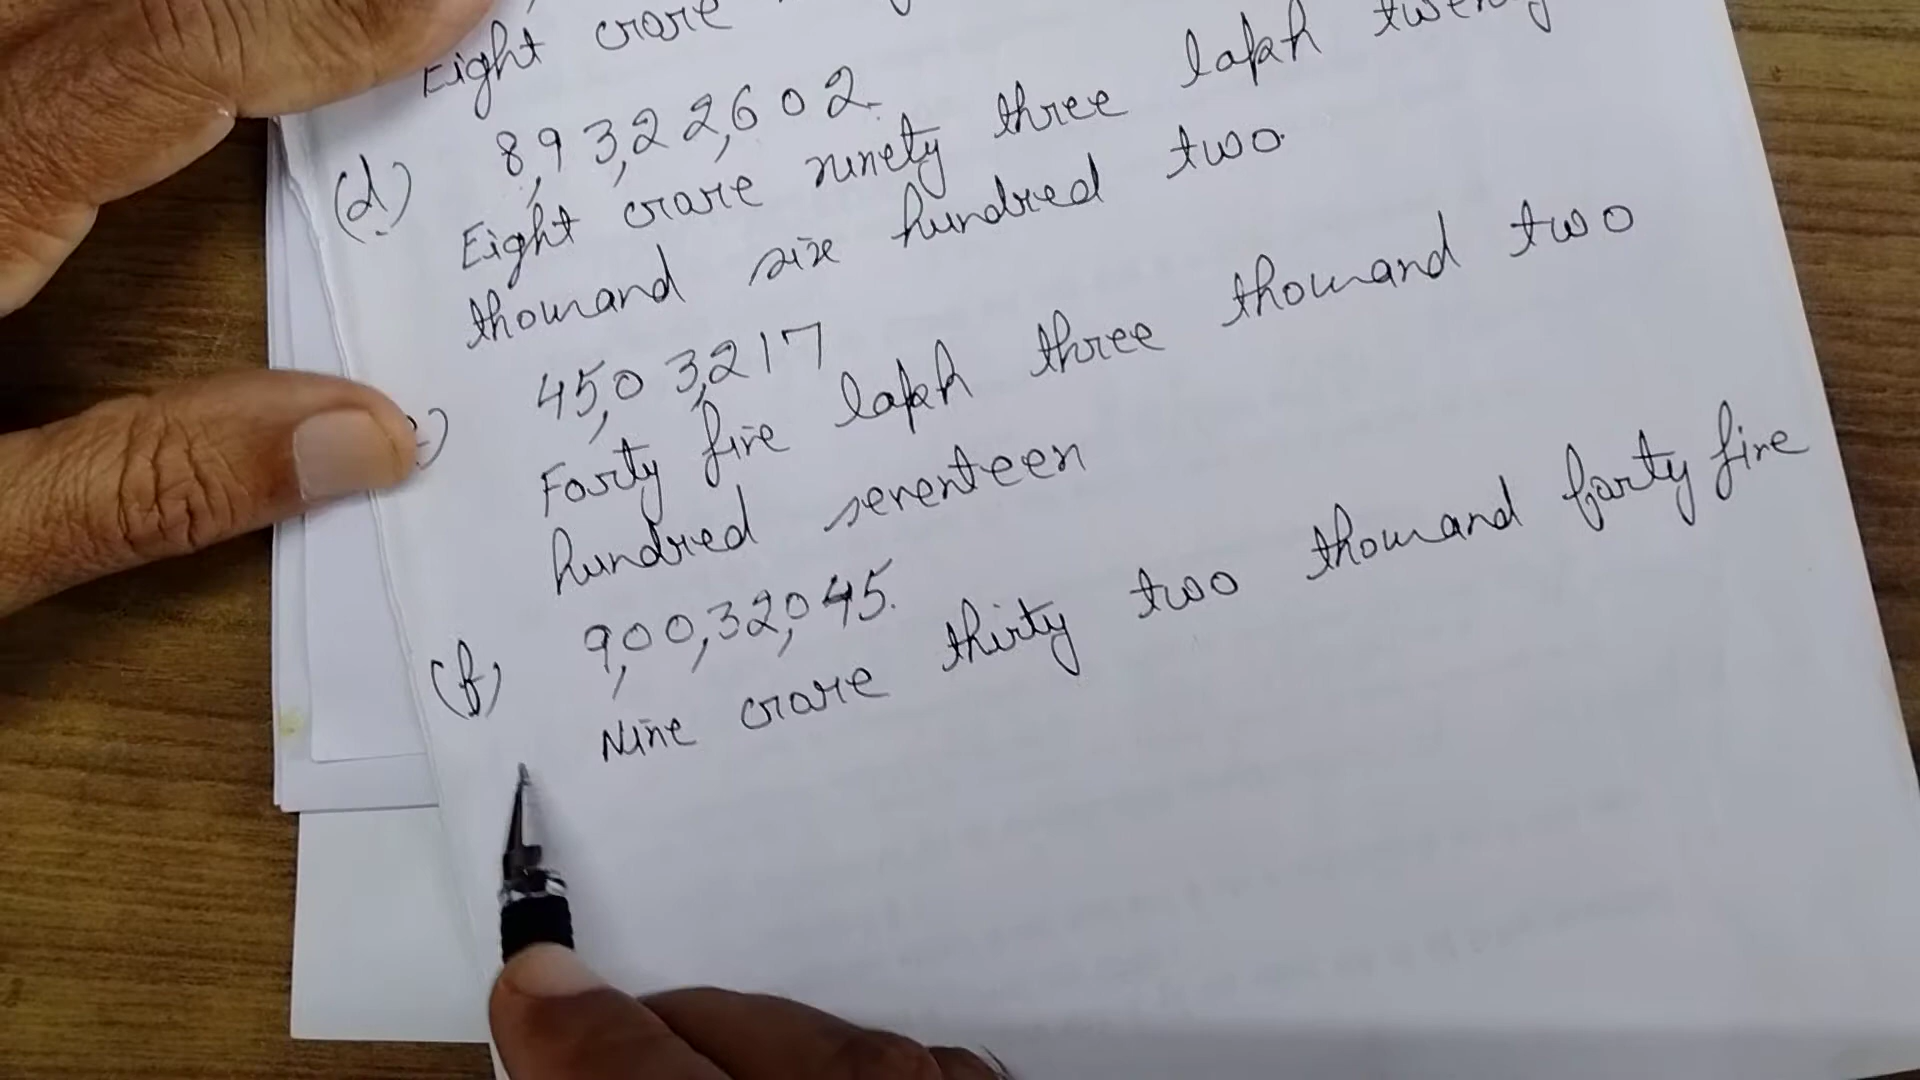 Eight crore
(d) 8,93,22,602.
Eight crore ninety three lakh twenty
thousand six hundred two.
45,03,217
Forty five lakh three thousand two
hundred seventeen
(f) 9,00,32,045.
Nine crore thirty two thousand forty five